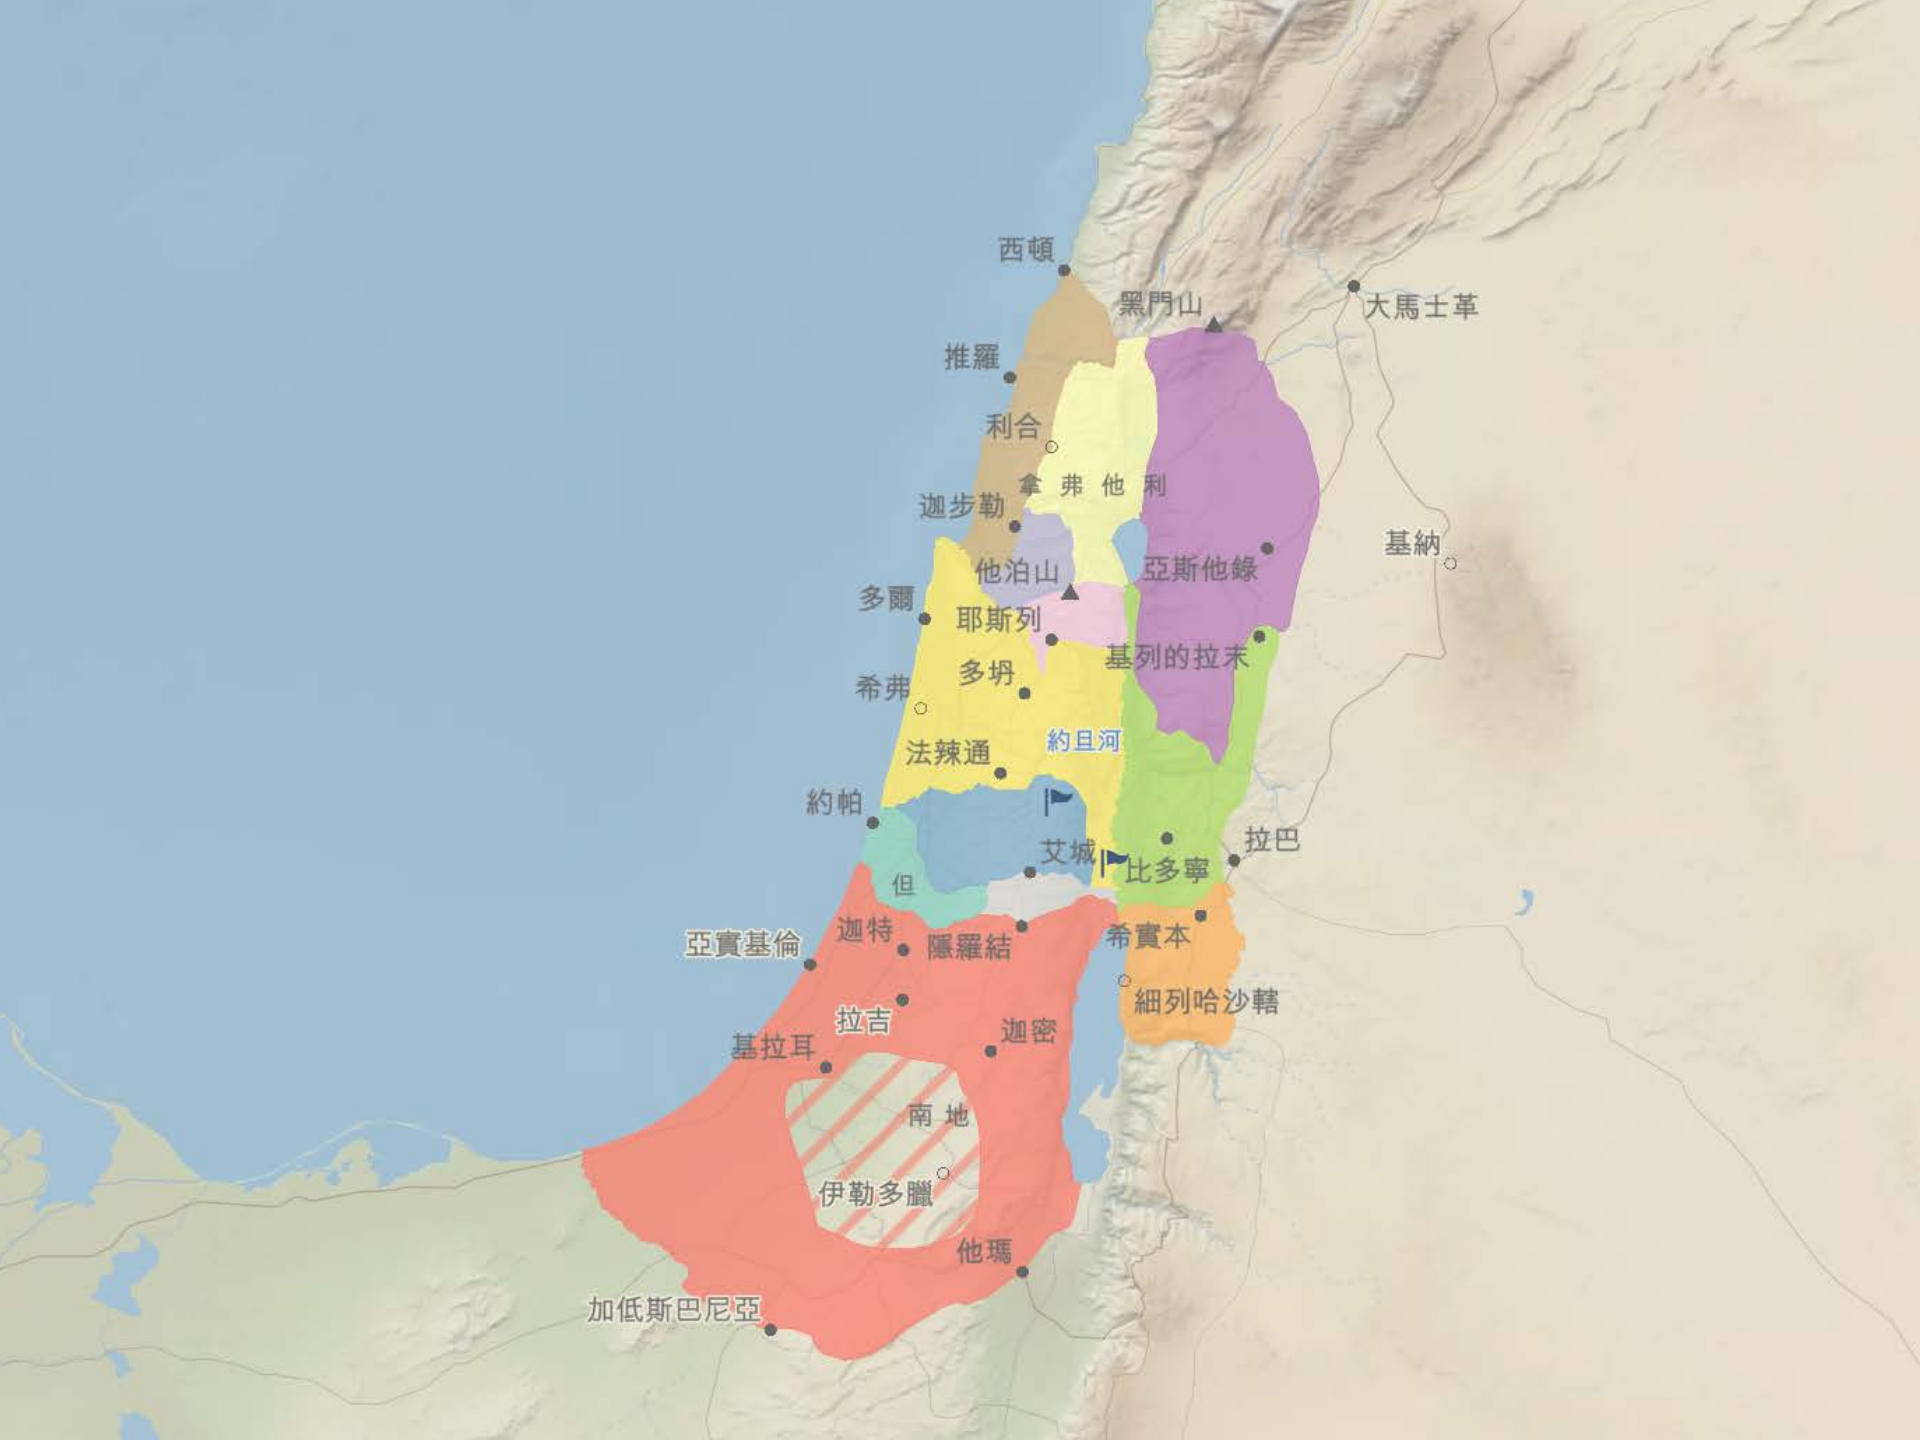 西頓
黑門山
大馬士革
推羅
利合
拿弗他利
迦步勒
基納
他泊山
亞斯他錄
多爾
耶斯列
基列的拉末
多坍
希弗
約旦河
法辣通
約帕
拉巴
艾城
比多寧
但
迦特
隱羅結
希實本
亞實基倫
細列哈沙轄
拉吉
迦密
基拉耳
南地
伊勒多臘
他瑪
加低斯巴尼亞